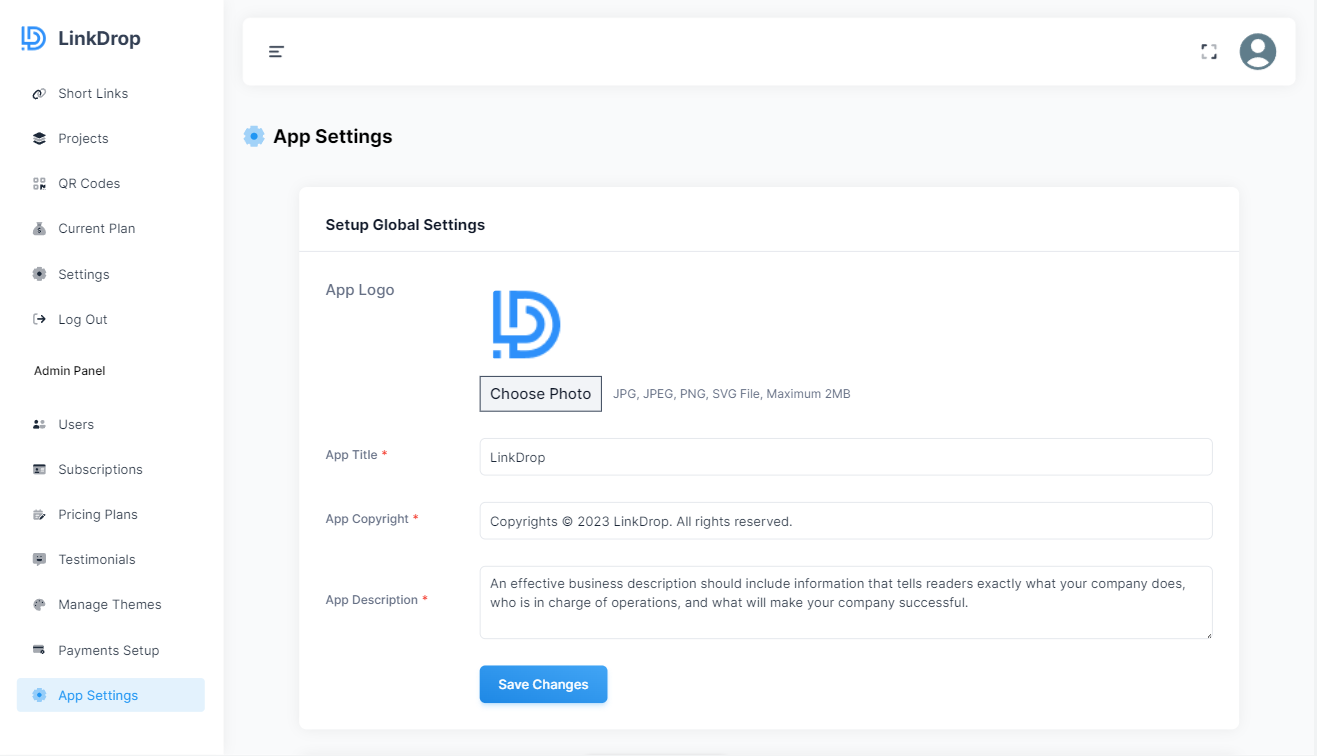 LinkDrop
Short Links
Projects
QR Codes
Current Plan
Settings
Log Out
Admin Panel
Users
Subscriptions
Pricing Plans
Testimonials
Manage Themes
Payments Setup
App Settings
App Settings
Setup Global Settings
App Logo
Choose Photo JPG, JPEG, PNG, SVG File, Maximum 2MB
App Title * LinkDrop
App Copyright * Copyrights © 2023 LinkDrop. All rights reserved.
App Description *
An effective business description should include information that tells readers exactly what your company does,
who is in charge of operations, and what will make your company successful.
Save Changes